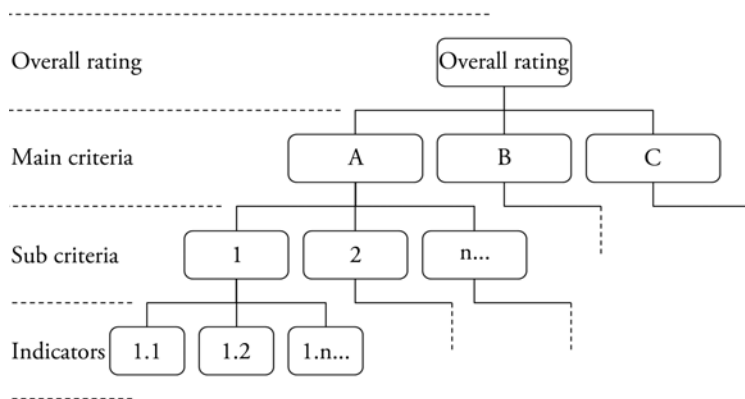 Overall rating
Overall rating
Main criteria
A
B
C
Sub criteria
1
2
n...
Indicators
1.1
1.2
1.n...